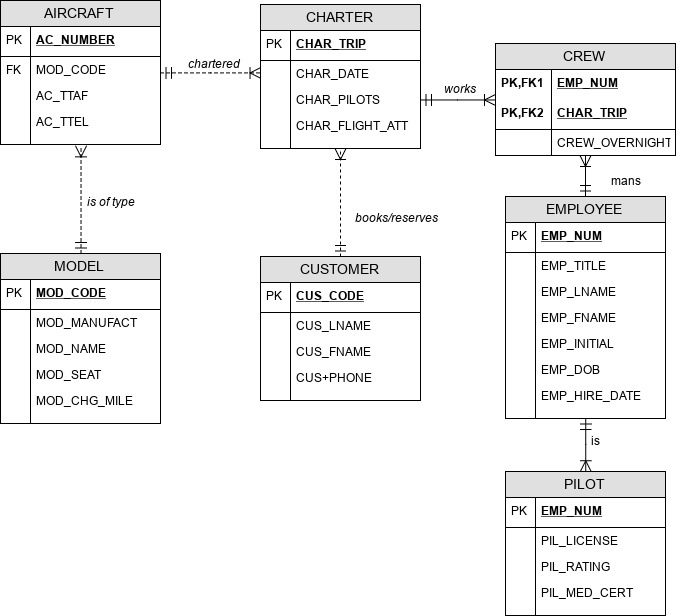 AIRCRAFT
PK AC_NUMBER
FK MOD_CODE
AC_TTAF
AC_TTEL
chartered
CHARTER
PK CHAR_TRIP
CHAR_DATE
CHAR_PILOTS
CHAR_FLIGHT_ATT
works
CREW
PK,FK1 EMP_NUM
PK,FK2 CHAR_TRIP
CREW_OVERNIGHT
is of type
books/reserves
mans
MODEL
PK MOD_CODE
MOD_MANUFACT
MOD_NAME
MOD_SEAT
MOD_CHG_MILE
CUSTOMER
PK CUS_CODE
CUS_LNAME
CUS_FNAME
CUS+PHONE
EMPLOYEE
PK EMP_NUM
EMP_TITLE
EMP_LNAME
EMP_FNAME
EMP_INITIAL
EMP_DOB
EMP_HIRE_DATE
is
PILOT
PK EMP_NUM
PIL_LICENSE
PIL_RATING
PIL_MED_CERT